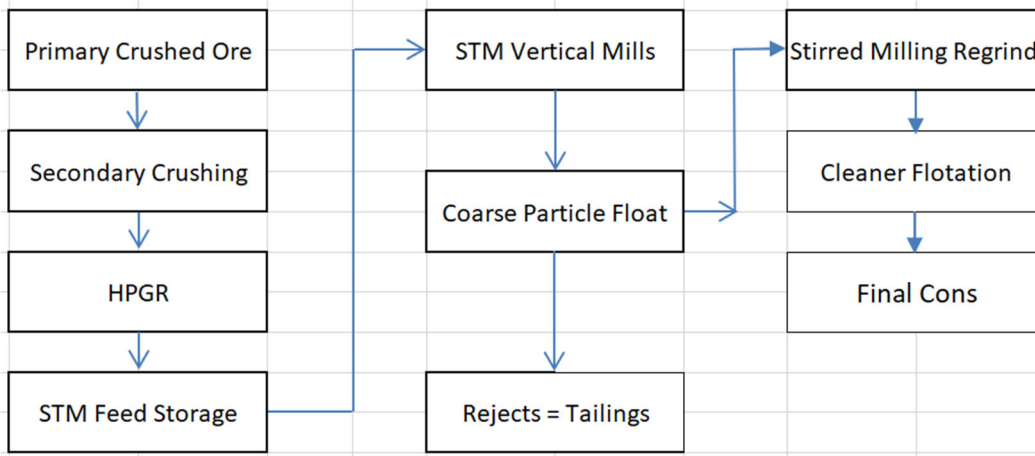 Primary Crushed Ore
Secondary Crushing
HPGR
STM Feed Storage
STM Vertical Mills
Coarse Particle Float
Rejects = Tailings
Stirred Milling Regrind
Cleaner Flotation
Final Cons